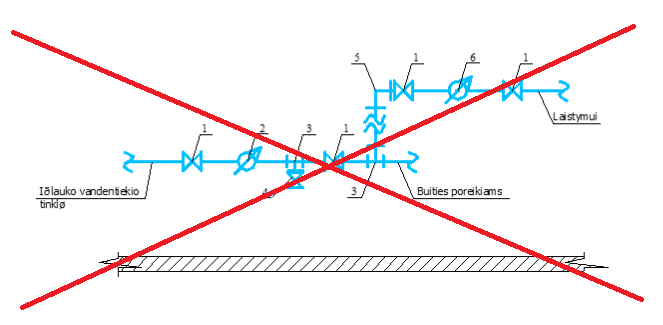 5 1 6 1
Laistymui
1 2 3 1
4
Iðlauko vandentiekio
tinklø
3
Buities poreikiams